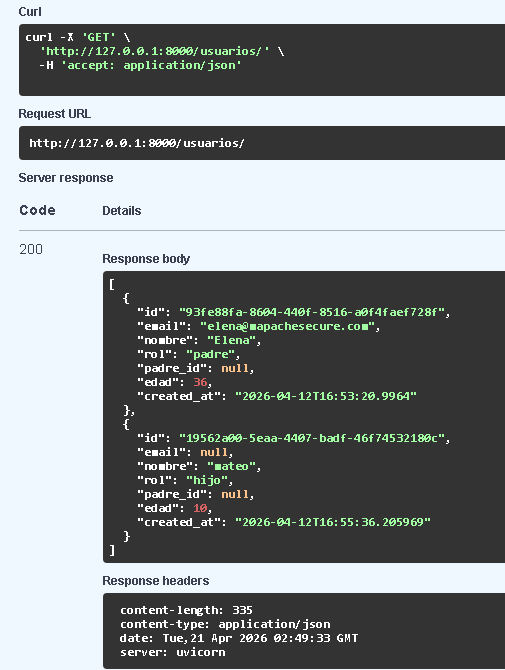 Curl
curl -X 'GET' \
'http://127.0.0.1:8000/usuarios/' \
-H 'accept: application/json'
Request URL
http://127.0.0.1:8000/usuarios/
Server response
Code Details
200
Response body
[
{
"id": "93fe88fa-8604-440f-8516-a0f4faef728f",
"email": "elena@mapachesecure.com",
"nombre": "Elena",
"rol": "padre",
"padre_id": null,
"edad": 36,
"created_at": "2026-04-12T16:53:20.9964"
},
{
"id": "19562a00-5eaa-4407-badf-46f74532180c",
"email": null,
"nombre": "mateo",
"rol": "hijo",
"padre_id": null,
"edad": 10,
"created_at": "2026-04-12T16:55:36.205969"
}
]
Response headers
content-length: 335
content-type: application/json
date: Tue,21 Apr 2026 02:49:33 GMT
server: uvicorn